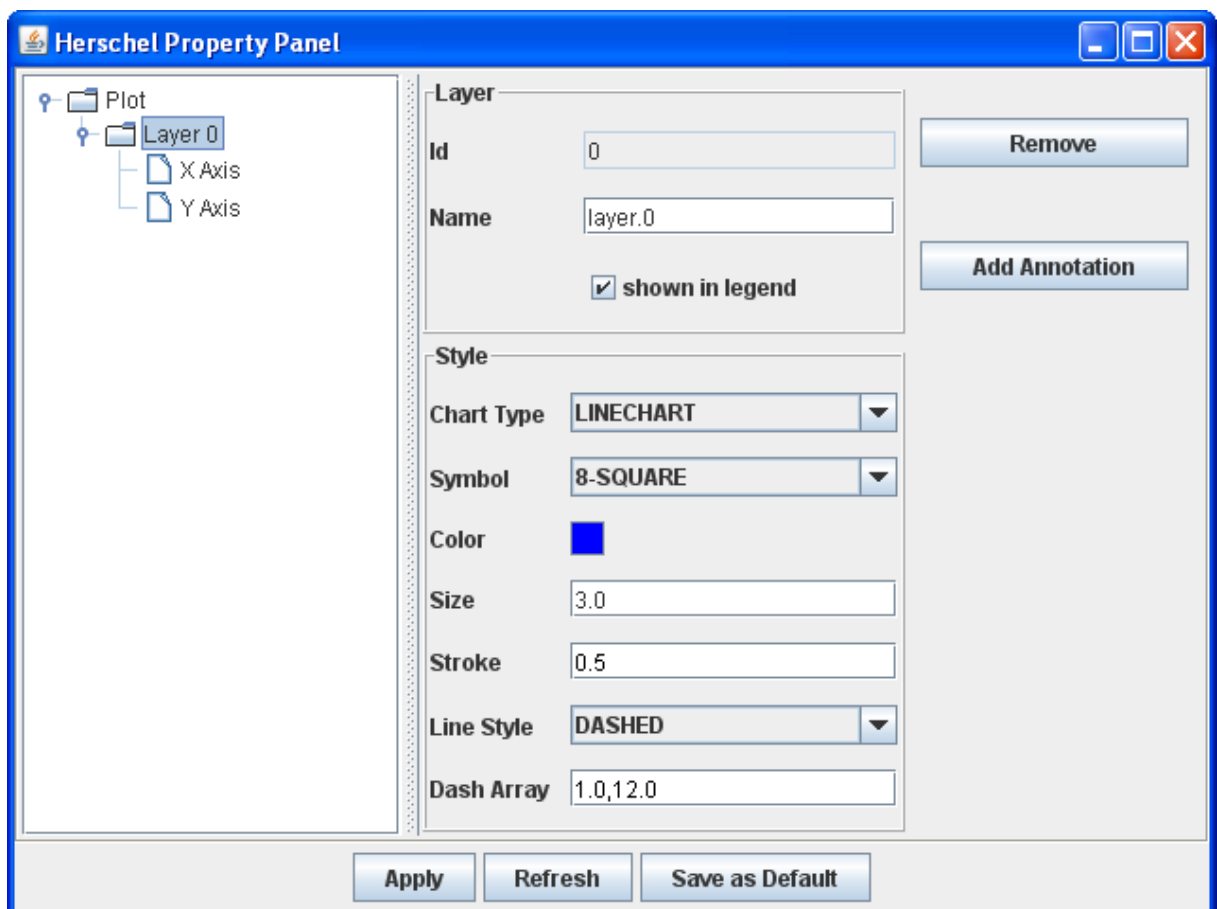 Herschel Property Panel
Plot
Layer 0
X Axis
Y Axis
Layer
Id
0
Name
layer.0
shown in legend
Remove
Add Annotation
Style
Chart Type
LINECHART
Symbol
8-SQUARE
Color
Size
3.0
Stroke
0.5
Line Style
DASHED
Dash Array
1.0,12.0
Apply
Refresh
Save as Default